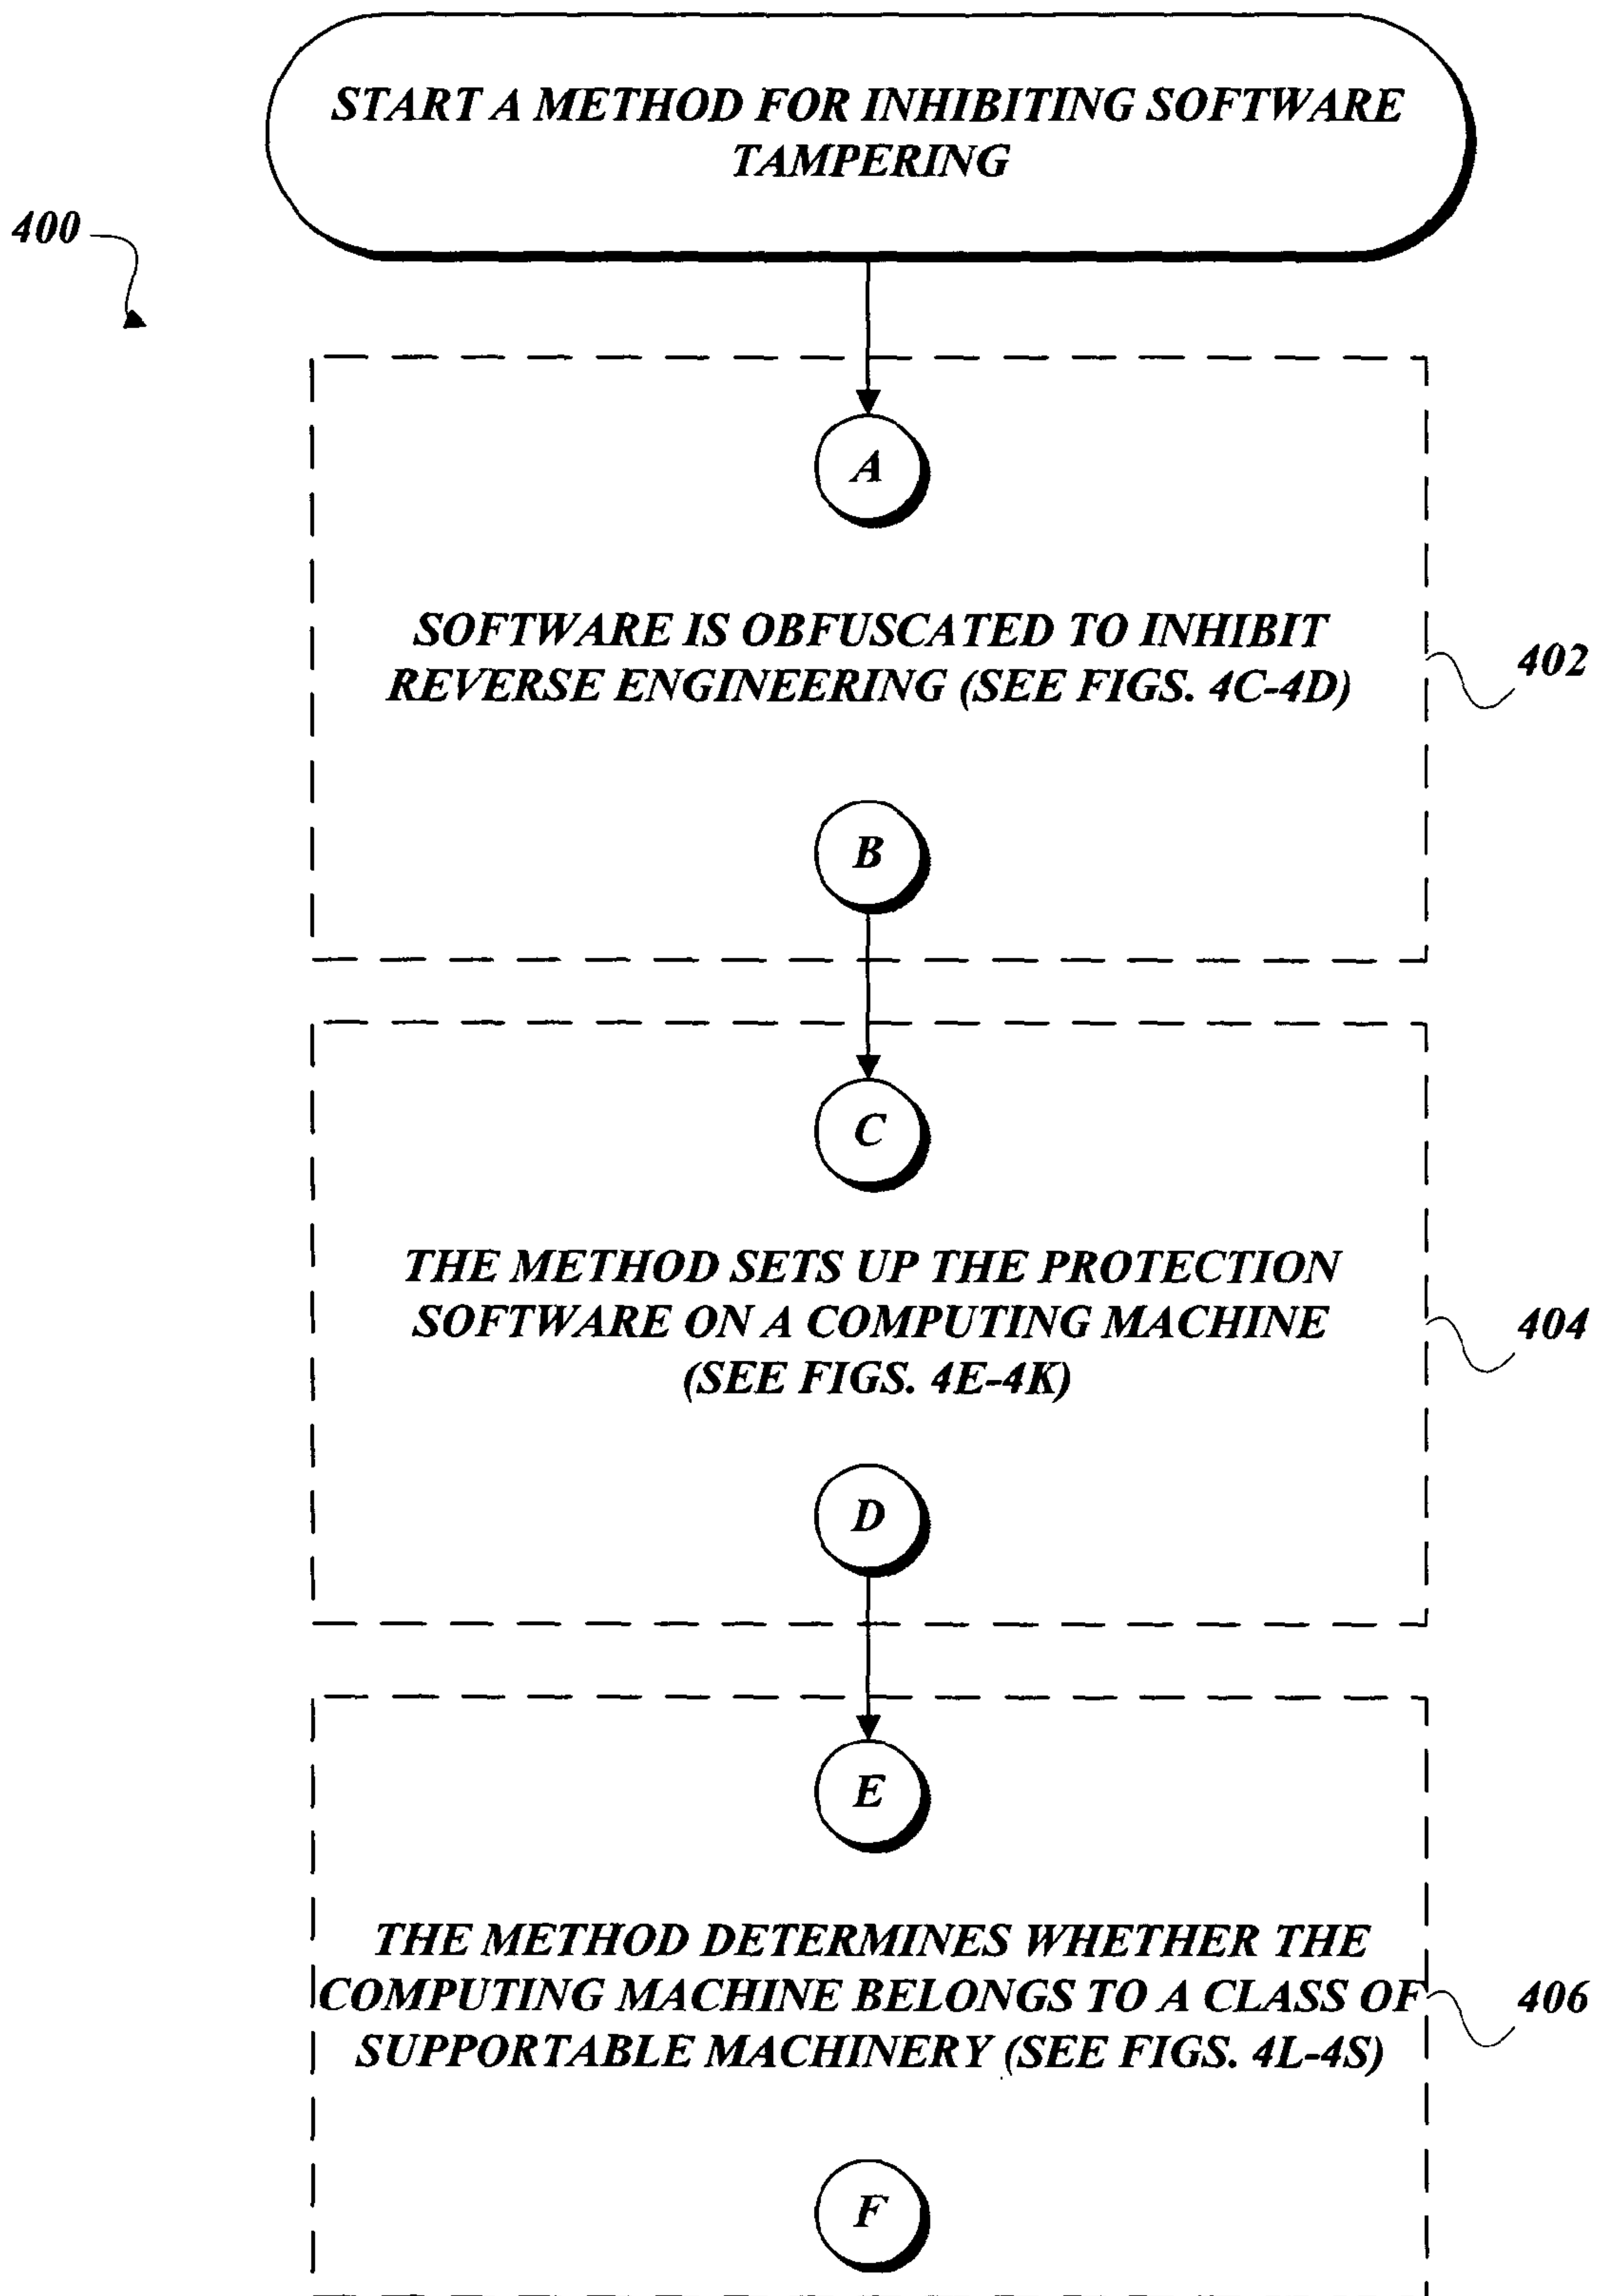 START A METHOD FOR INHIBITING SOFTWARE
TAMPERING
400
A
SOFTWARE IS OBFUSCATED TO INHIBIT
REVERSE ENGINEERING (SEE FIGS. 4C-4D)
402
B
C
THE METHOD SETS UP THE PROTECTION
SOFTWARE ON A COMPUTING MACHINE
(SEE FIGS. 4E-4K)
404
D
E
THE METHOD DETERMINES WHETHER THE
COMPUTING MACHINE BELONGS TO A CLASS OF
SUPPORTABLE MACHINERY (SEE FIGS. 4L-4S)
406
F